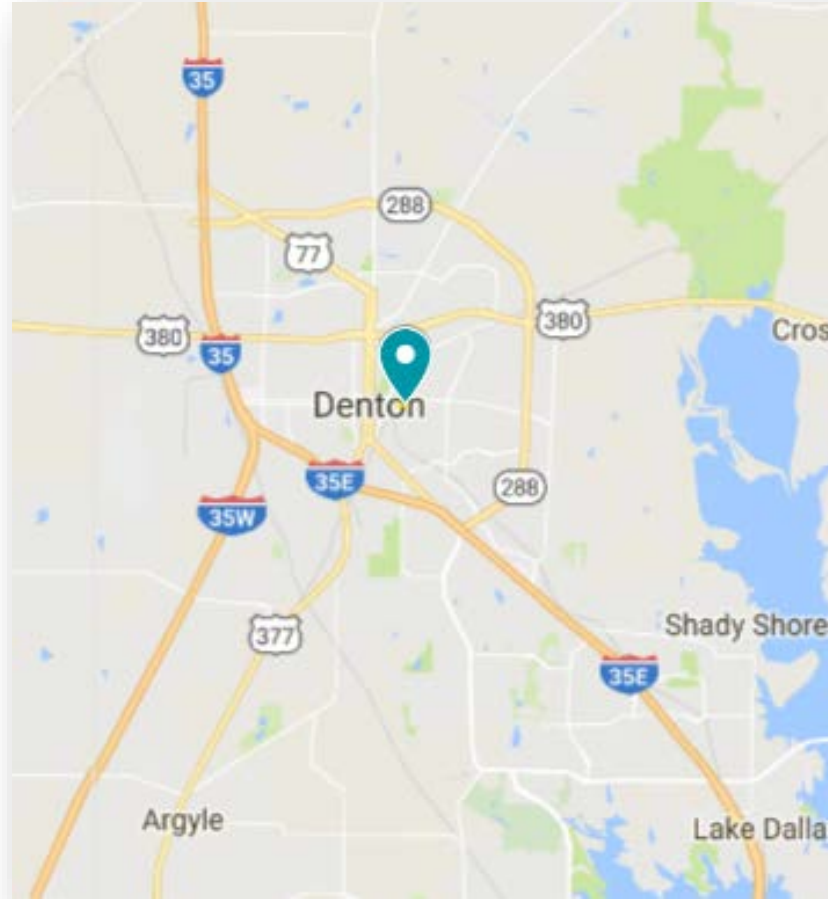 35
288
77
380
380
Cros
35
Denton
35E
288
35W
Shady Shore
377
35E
Argyle
Lake Dalla